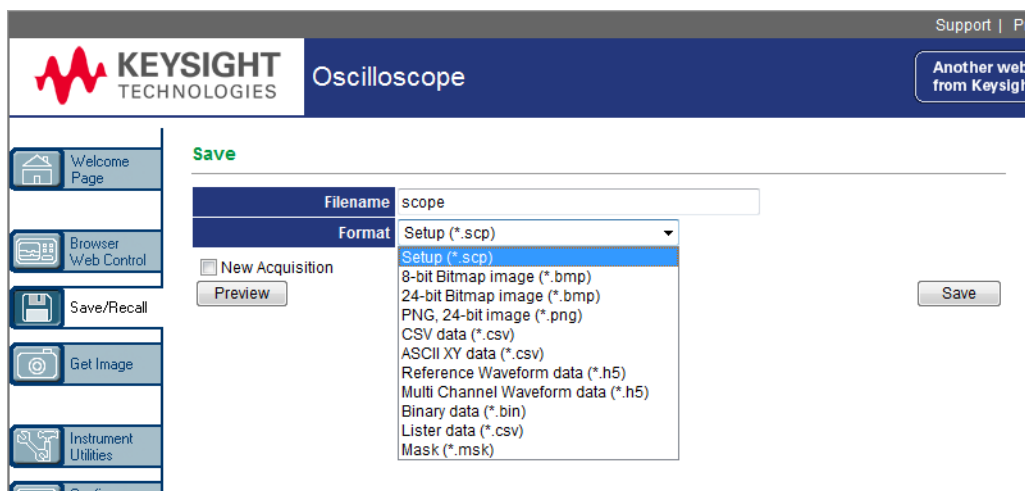 Support | P
KEYSIGHT
TECHNOLOGIES
Oscilloscope
Another web
from Keysigh
Welcome
Page
Browser
Web Control
Save/Recall
Get Image
Instrument
Utilities
Save
Filename scope
Format Setup (*.scp)
New Acquisition
Preview
Setup (*.scp)
8-bit Bitmap image (*.bmp)
24-bit Bitmap image (*.bmp)
PNG, 24-bit image (*.png)
CSV data (*.csv)
ASCII XY data (*.csv)
Reference Waveform data (*.h5)
Multi Channel Waveform data (*.h5)
Binary data (*.bin)
Lister data (*.csv)
Mask (*.msk)
Save